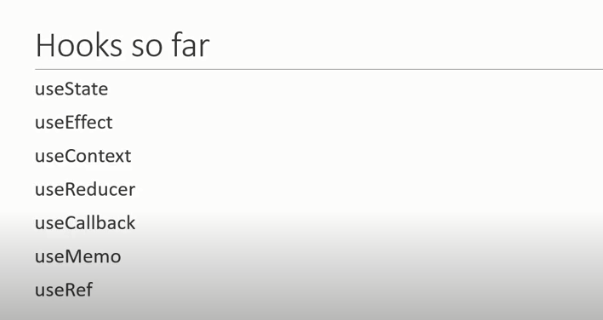 Hooks so far
useState
useEffect
useContext
useReducer
useCallback
useMemo
useRef